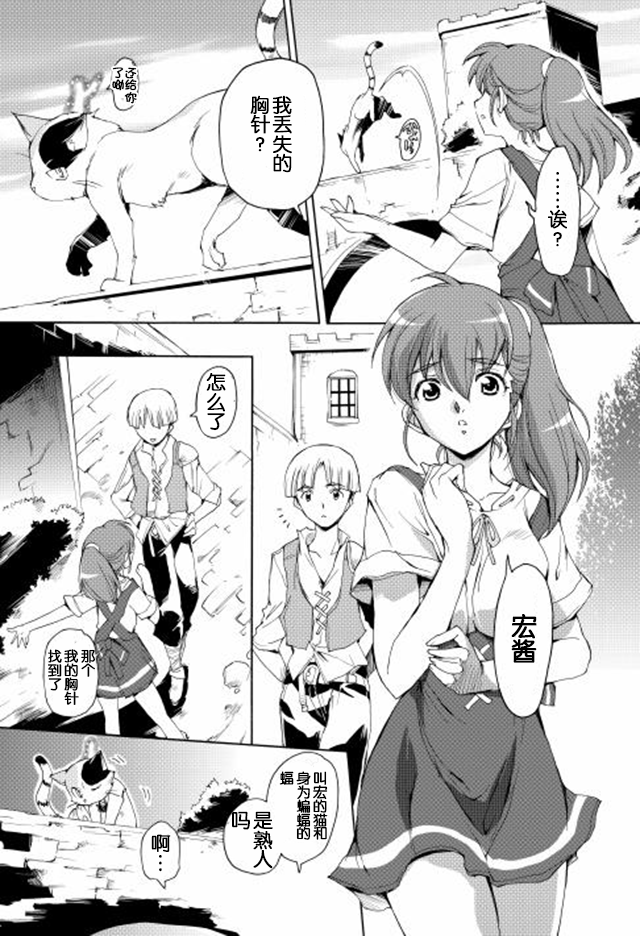 ……诶?
我丢失的
胸针?
还给你
了呦
宏酱
怎么了
那个
我的胸针
找到了
叫宏的猫和
身为蝙蝠的
蝠
是熟人
吗
啊…